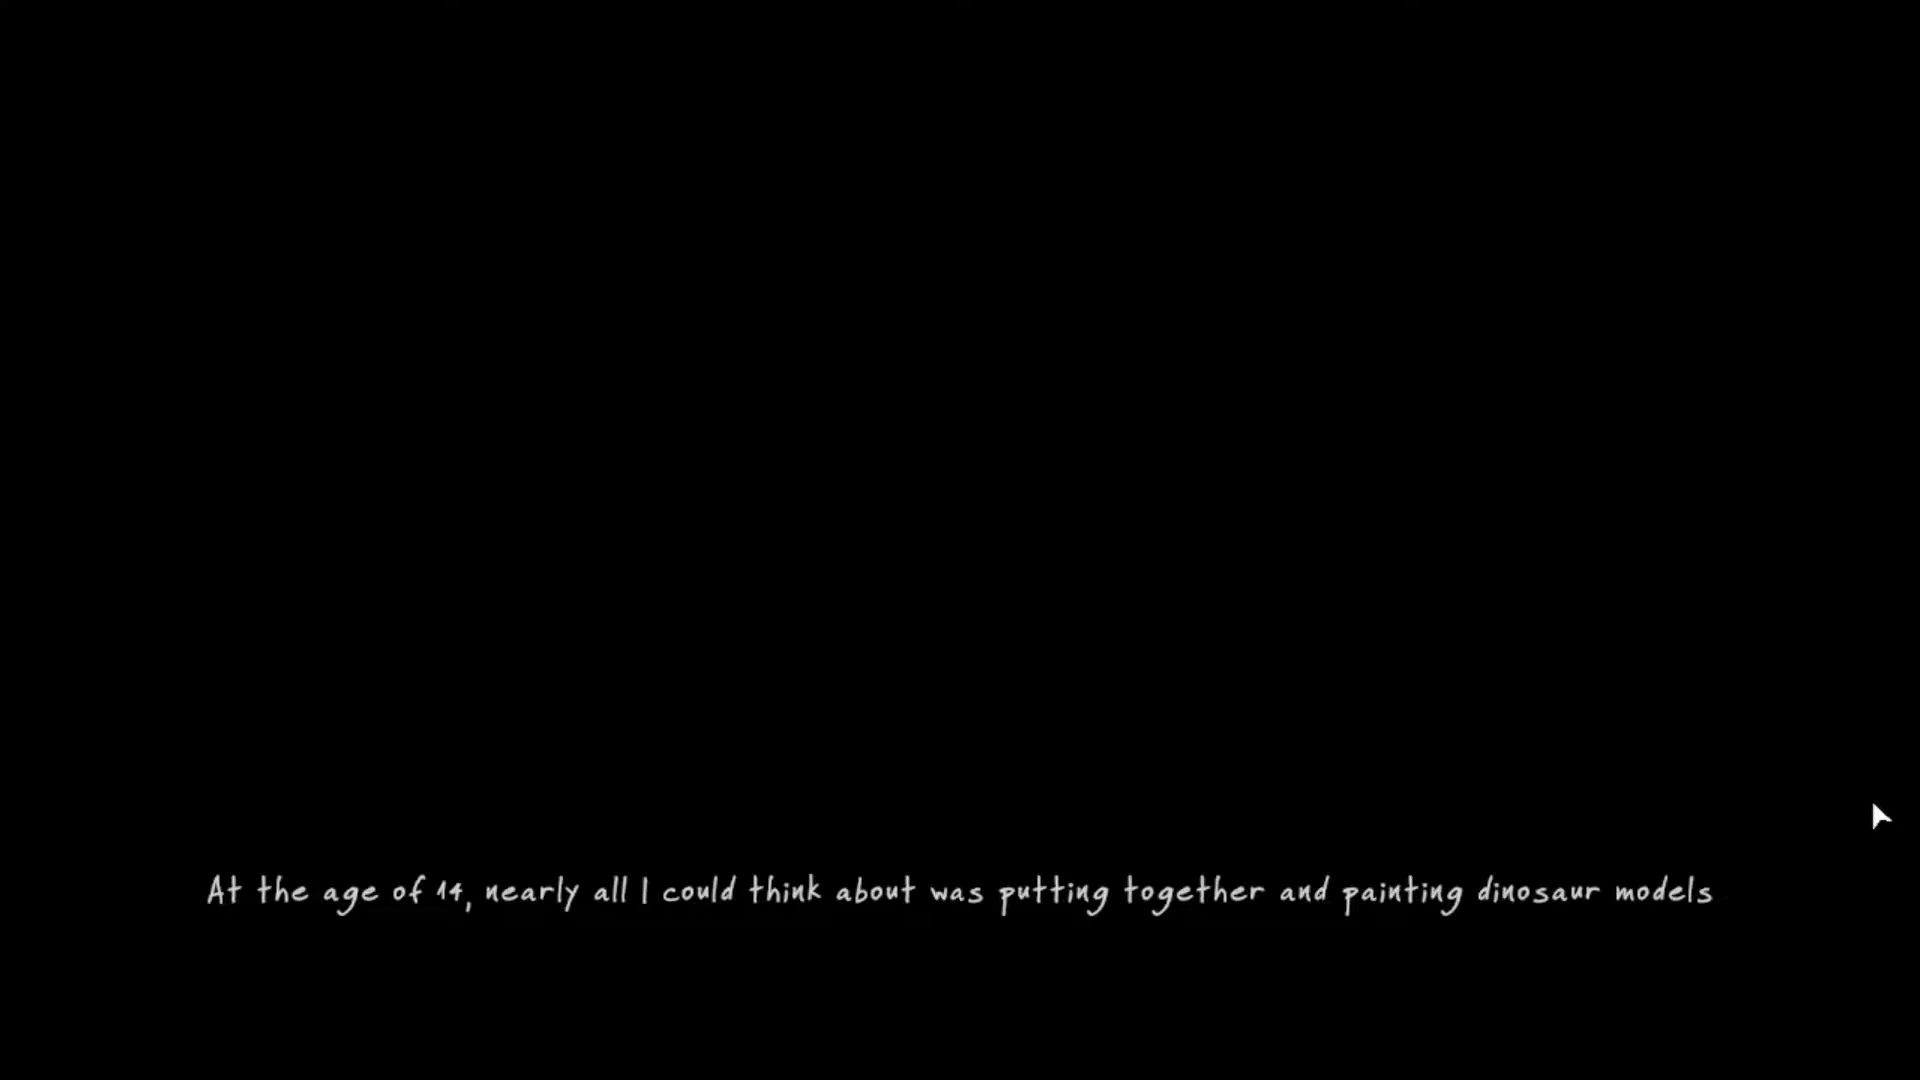 At the age of 14, nearly all I could think about was putting together and painting dinosaur models